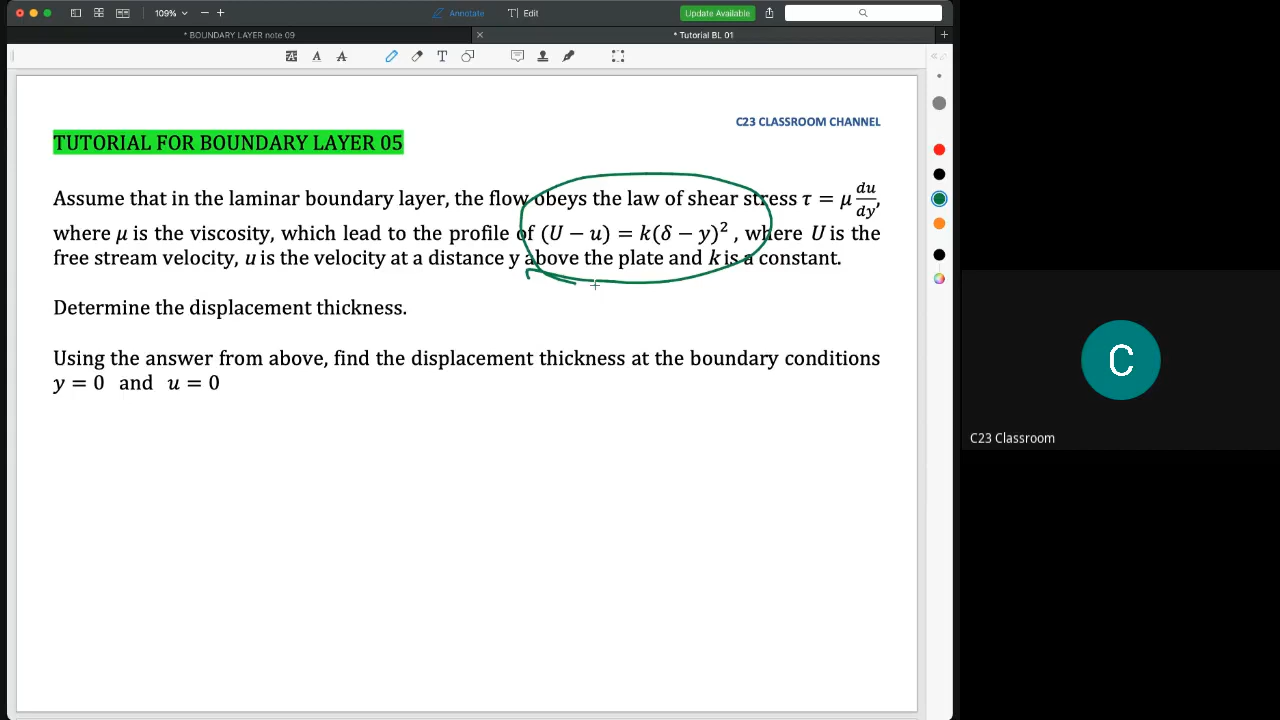 109%
Annotate
Edit
Update Available
* BOUNDARY LAYER note 09
* Tutorial BL 01
C23 CLASSROOM CHANNEL
TUTORIAL FOR BOUNDARY LAYER 05
Assume that in the laminar boundary layer, the flow obeys the law of shear stress τ = μ du/dy,
where μ is the viscosity, which lead to the profile of (U − u) = k(δ − y)² , where U is the
free stream velocity, u is the velocity at a distance y above the plate and k is a constant.
Determine the displacement thickness.
Using the answer from above, find the displacement thickness at the boundary conditions
y = 0 and u = 0
C
C23 Classroom